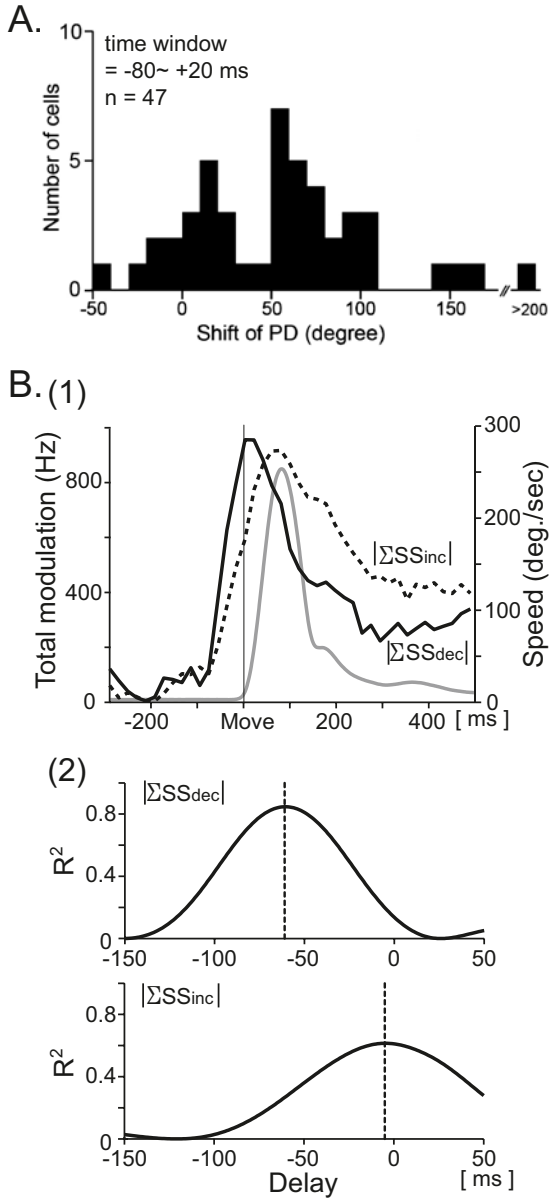 A.
10
time window
= -80~ +20 ms
n = 47
Number of cells
5
0
-50 0 50 100 150 // >200
Shift of PD (degree)
B. (1)
Total modulation (Hz)
800
400
0
300
200
100
0
Speed (deg./sec)
|ΣSSinc|
|ΣSSdec|
-200 Move 200 400 [ ms ]
(2)
|ΣSSdec|
R²
0.8
0.4
0
-150 -100 -50 0 50
|ΣSSinc|
R²
0.8
0.4
0
-150 -100 -50 0 50
Delay [ ms ]